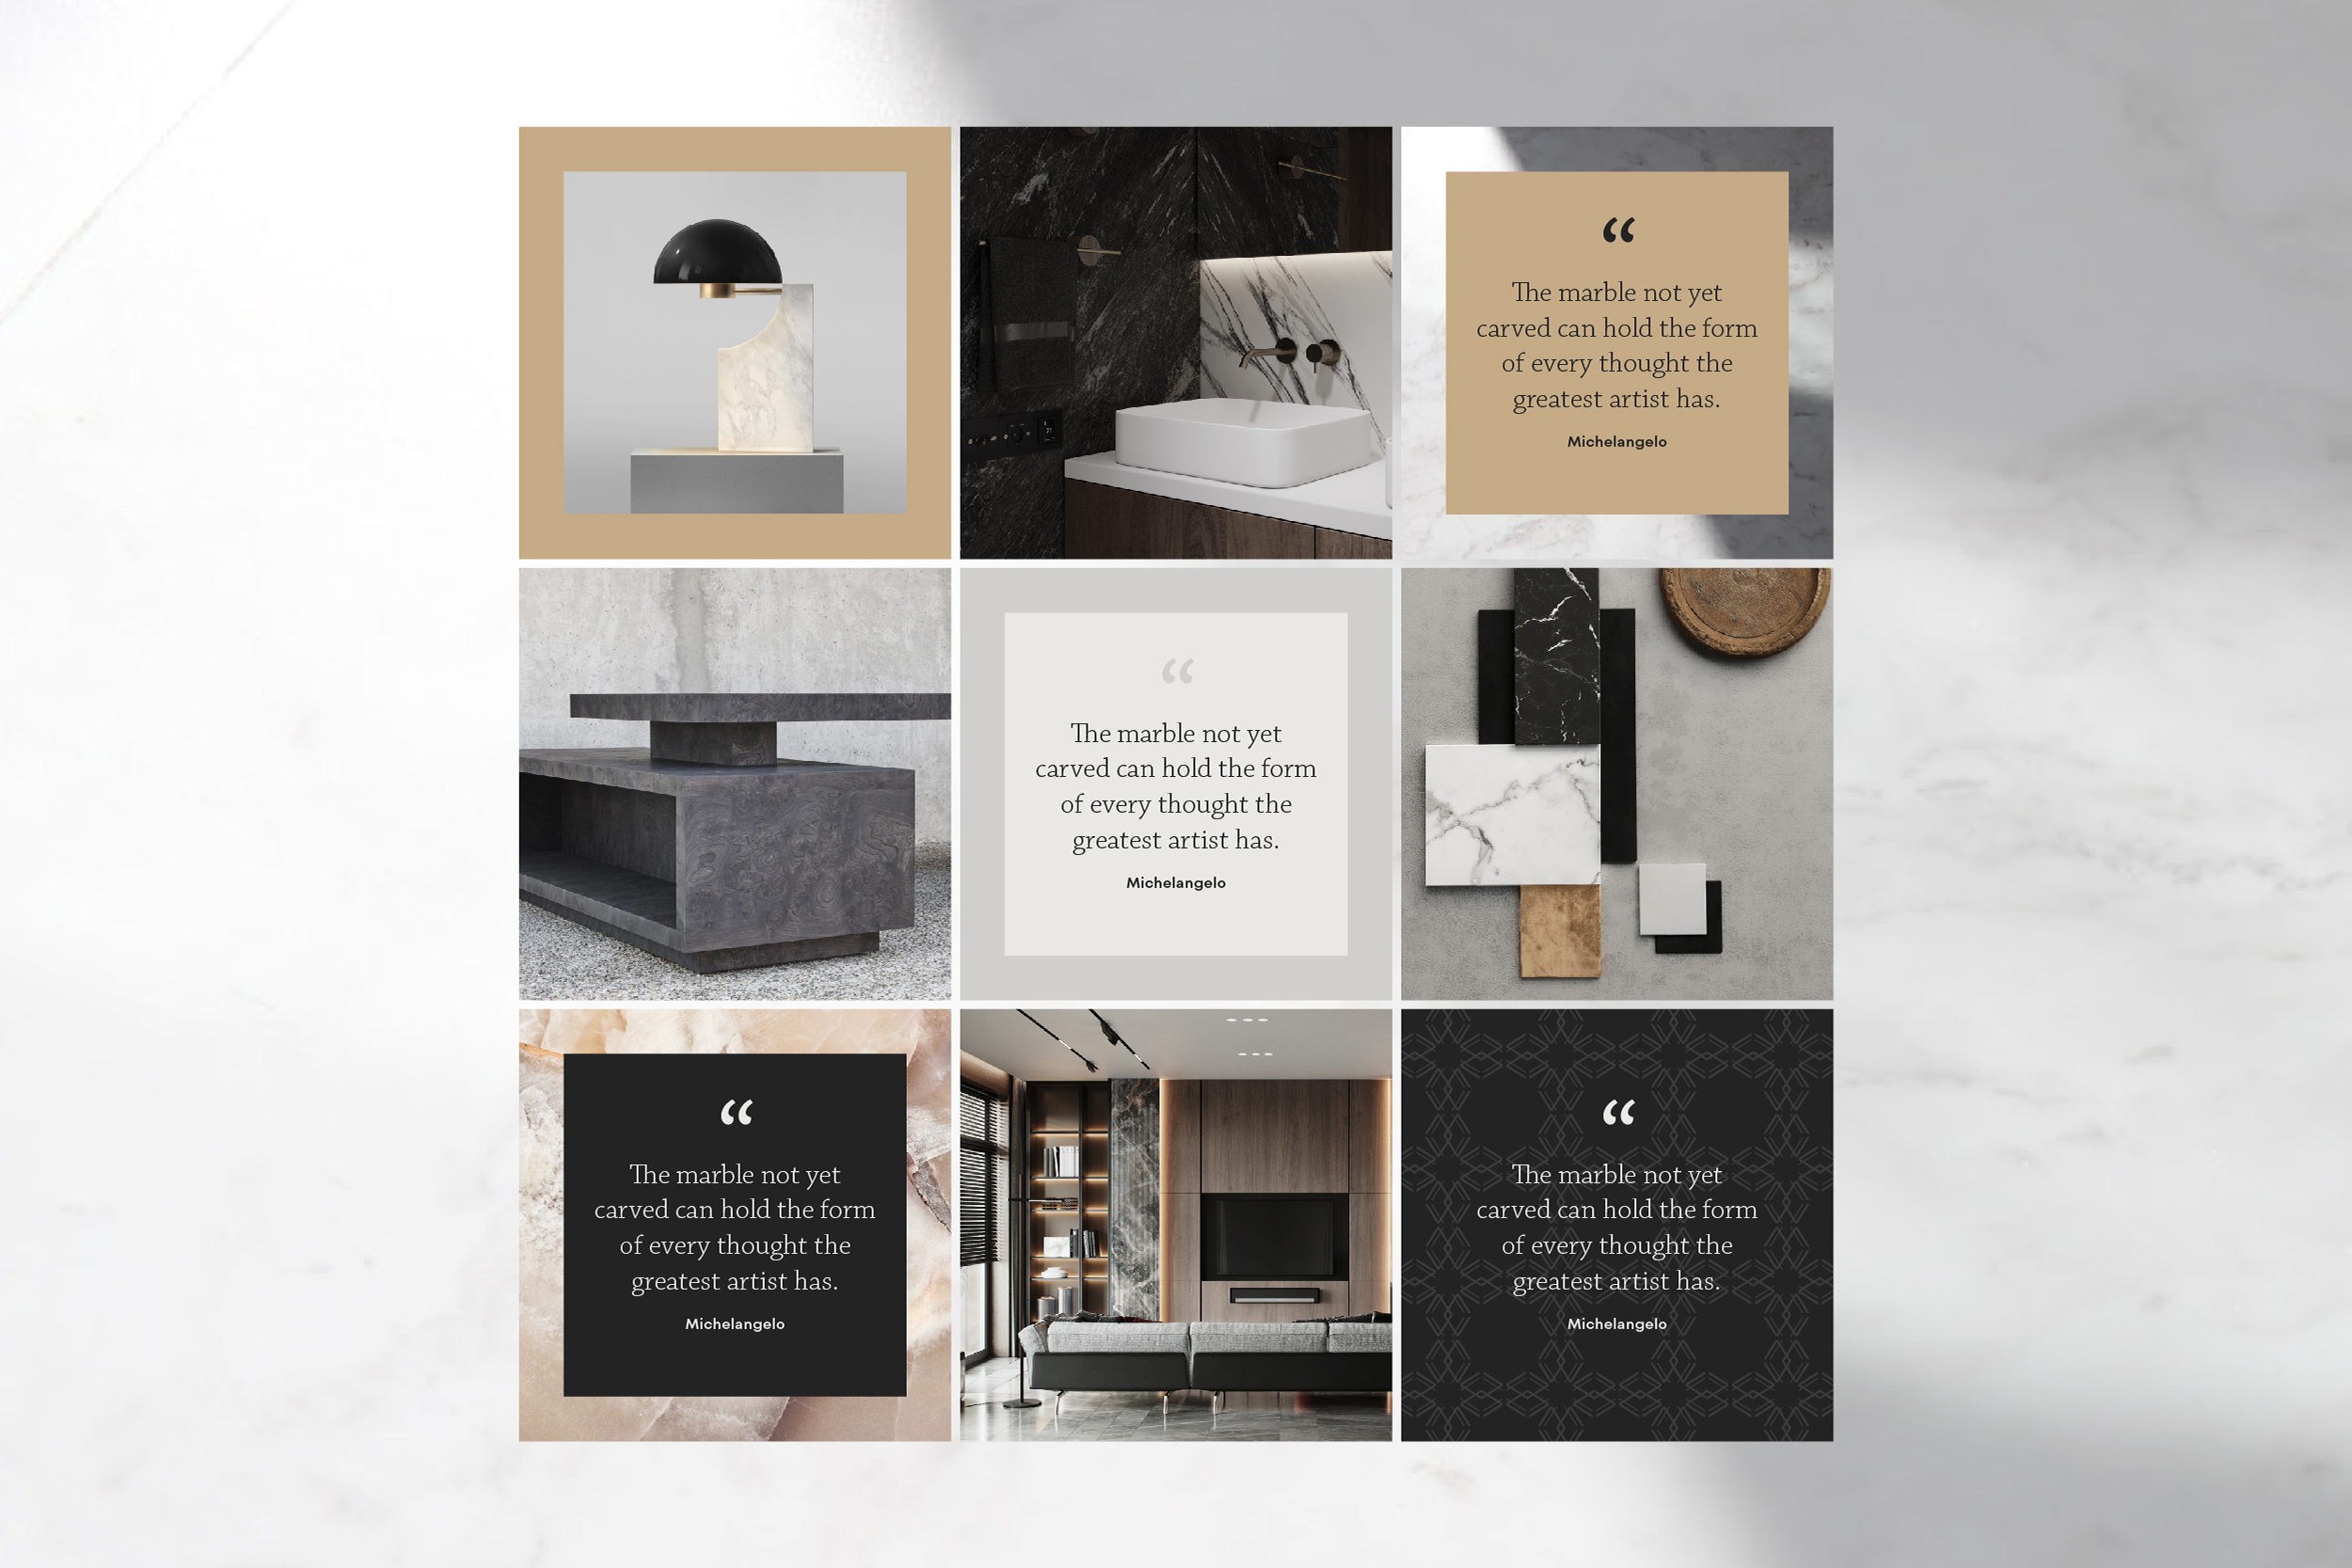 “
The marble not yet
carved can hold the form
of every thought the
greatest artist has.
Michelangelo
“
The marble not yet
carved can hold the form
of every thought the
greatest artist has.
Michelangelo
“
The marble not yet
carved can hold the form
of every thought the
greatest artist has.
Michelangelo
“
The marble not yet
carved can hold the form
of every thought the
greatest artist has.
Michelangelo